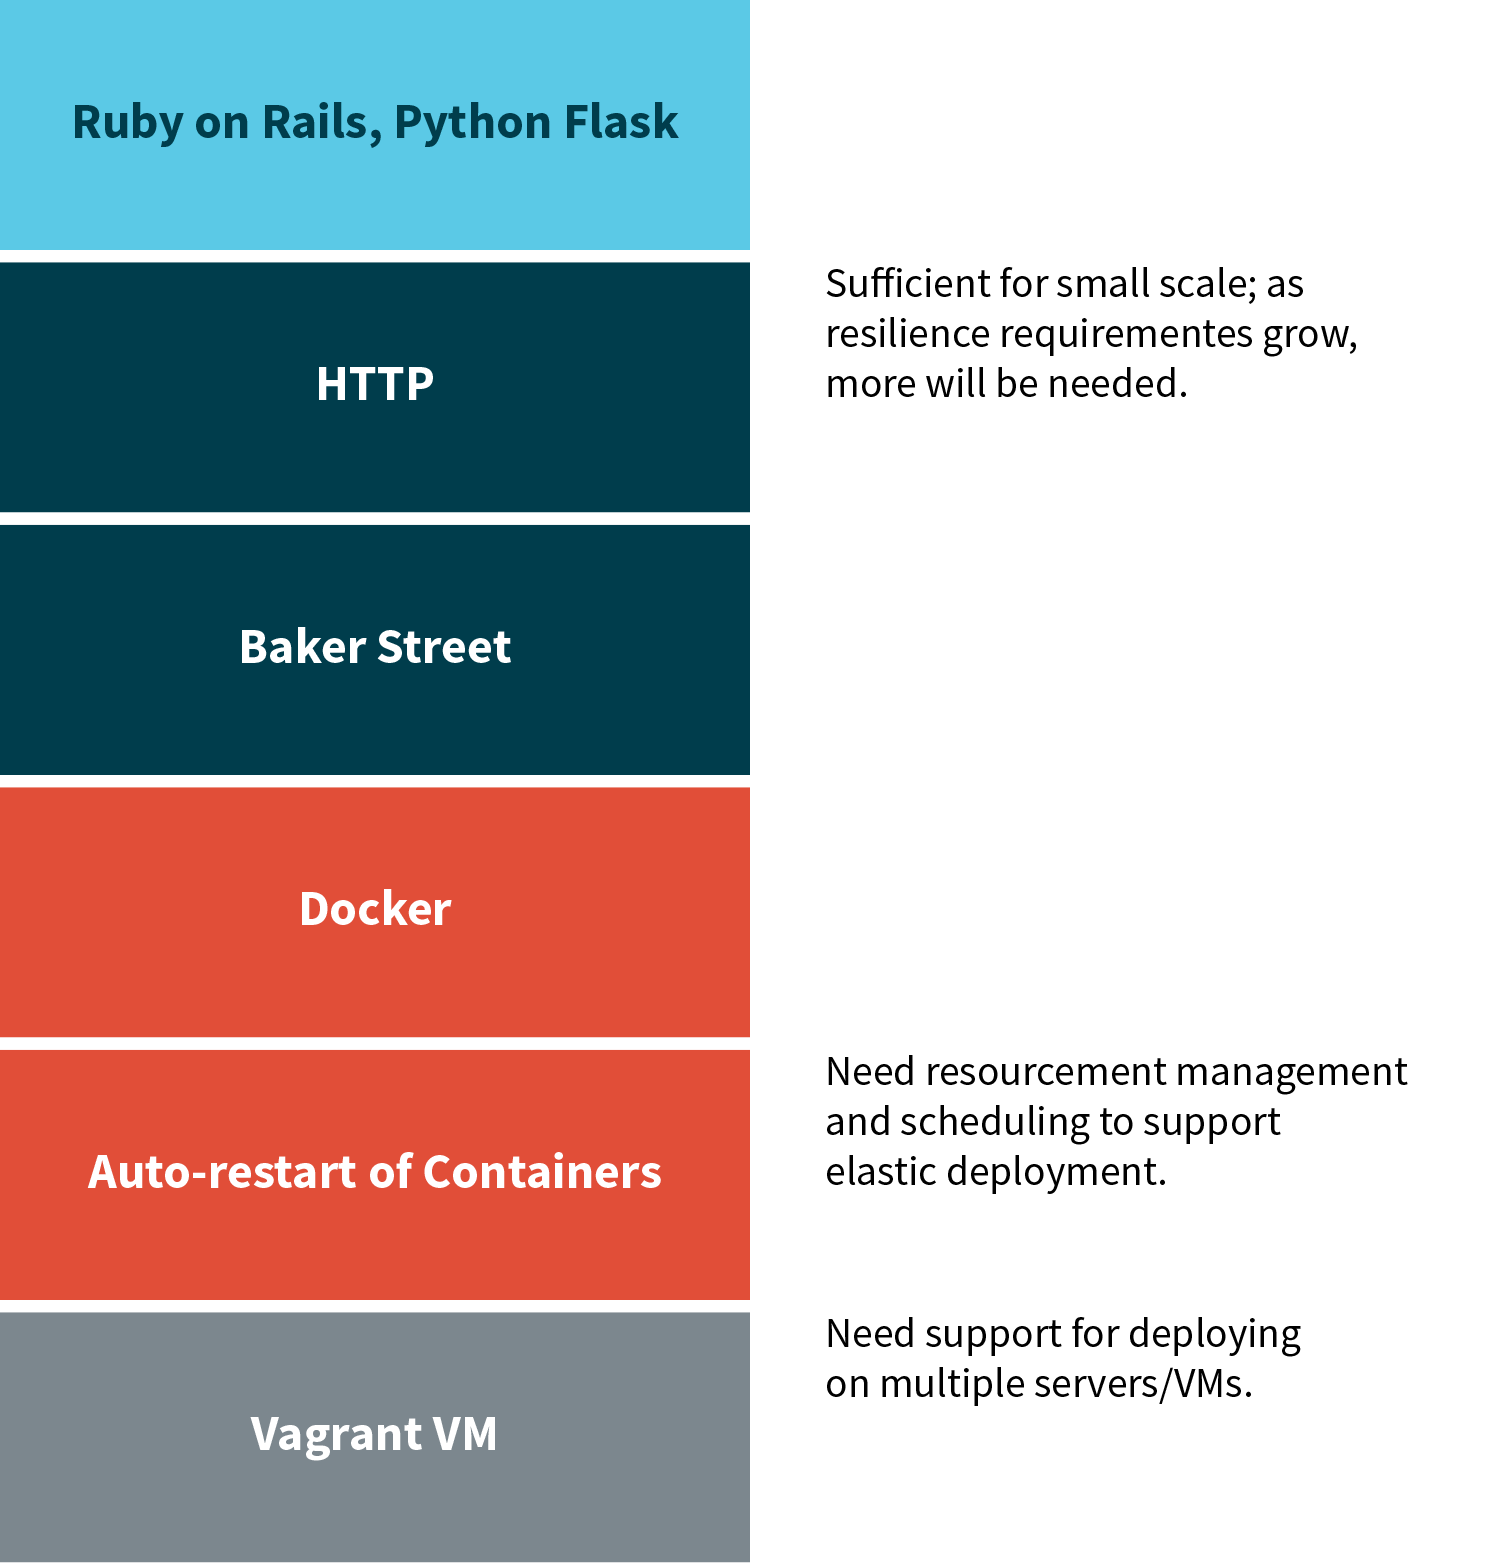 Ruby on Rails, Python Flask
HTTP
Sufficient for small scale; as
resilience requirementes grow,
more will be needed.
Baker Street
Docker
Auto-restart of Containers
Need resourcement management
and scheduling to support
elastic deployment.
Vagrant VM
Need support for deploying
on multiple servers/VMs.